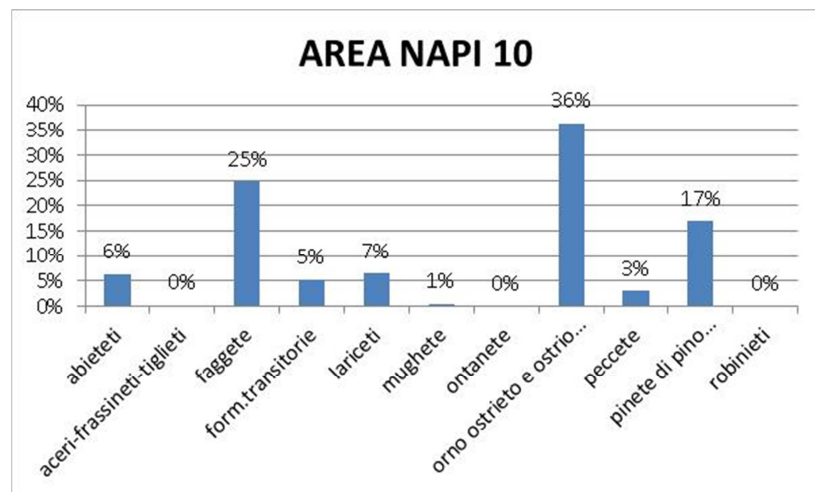 AREA NAPI 10
40%
35%
30%
25%
20%
15%
10%
5%
0%
6%
0%
25%
5%
7%
1%
0%
36%
3%
17%
0%
abieteti
aceri-frassineti-tiglieti
faggete
form.transitorie
lariceti
mughete
ontanete
orno ostrieto e ostrio...
peccete
pinete di pino...
robinieti